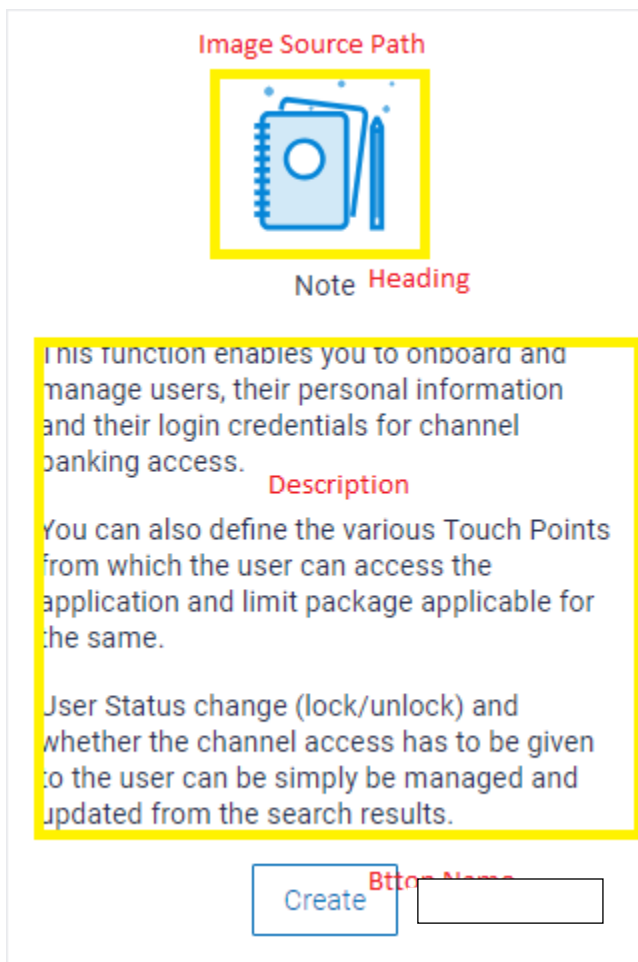 Image Source Path
Note Heading
This function enables you to onboard and
manage users, their personal information
and their login credentials for channel
banking access.
Description
You can also define the various Touch Points
from which the user can access the
application and limit package applicable for
the same.
User Status change (lock/unlock) and
whether the channel access has to be given
to the user can be simply be managed and
updated from the search results.
Btton Name
Create